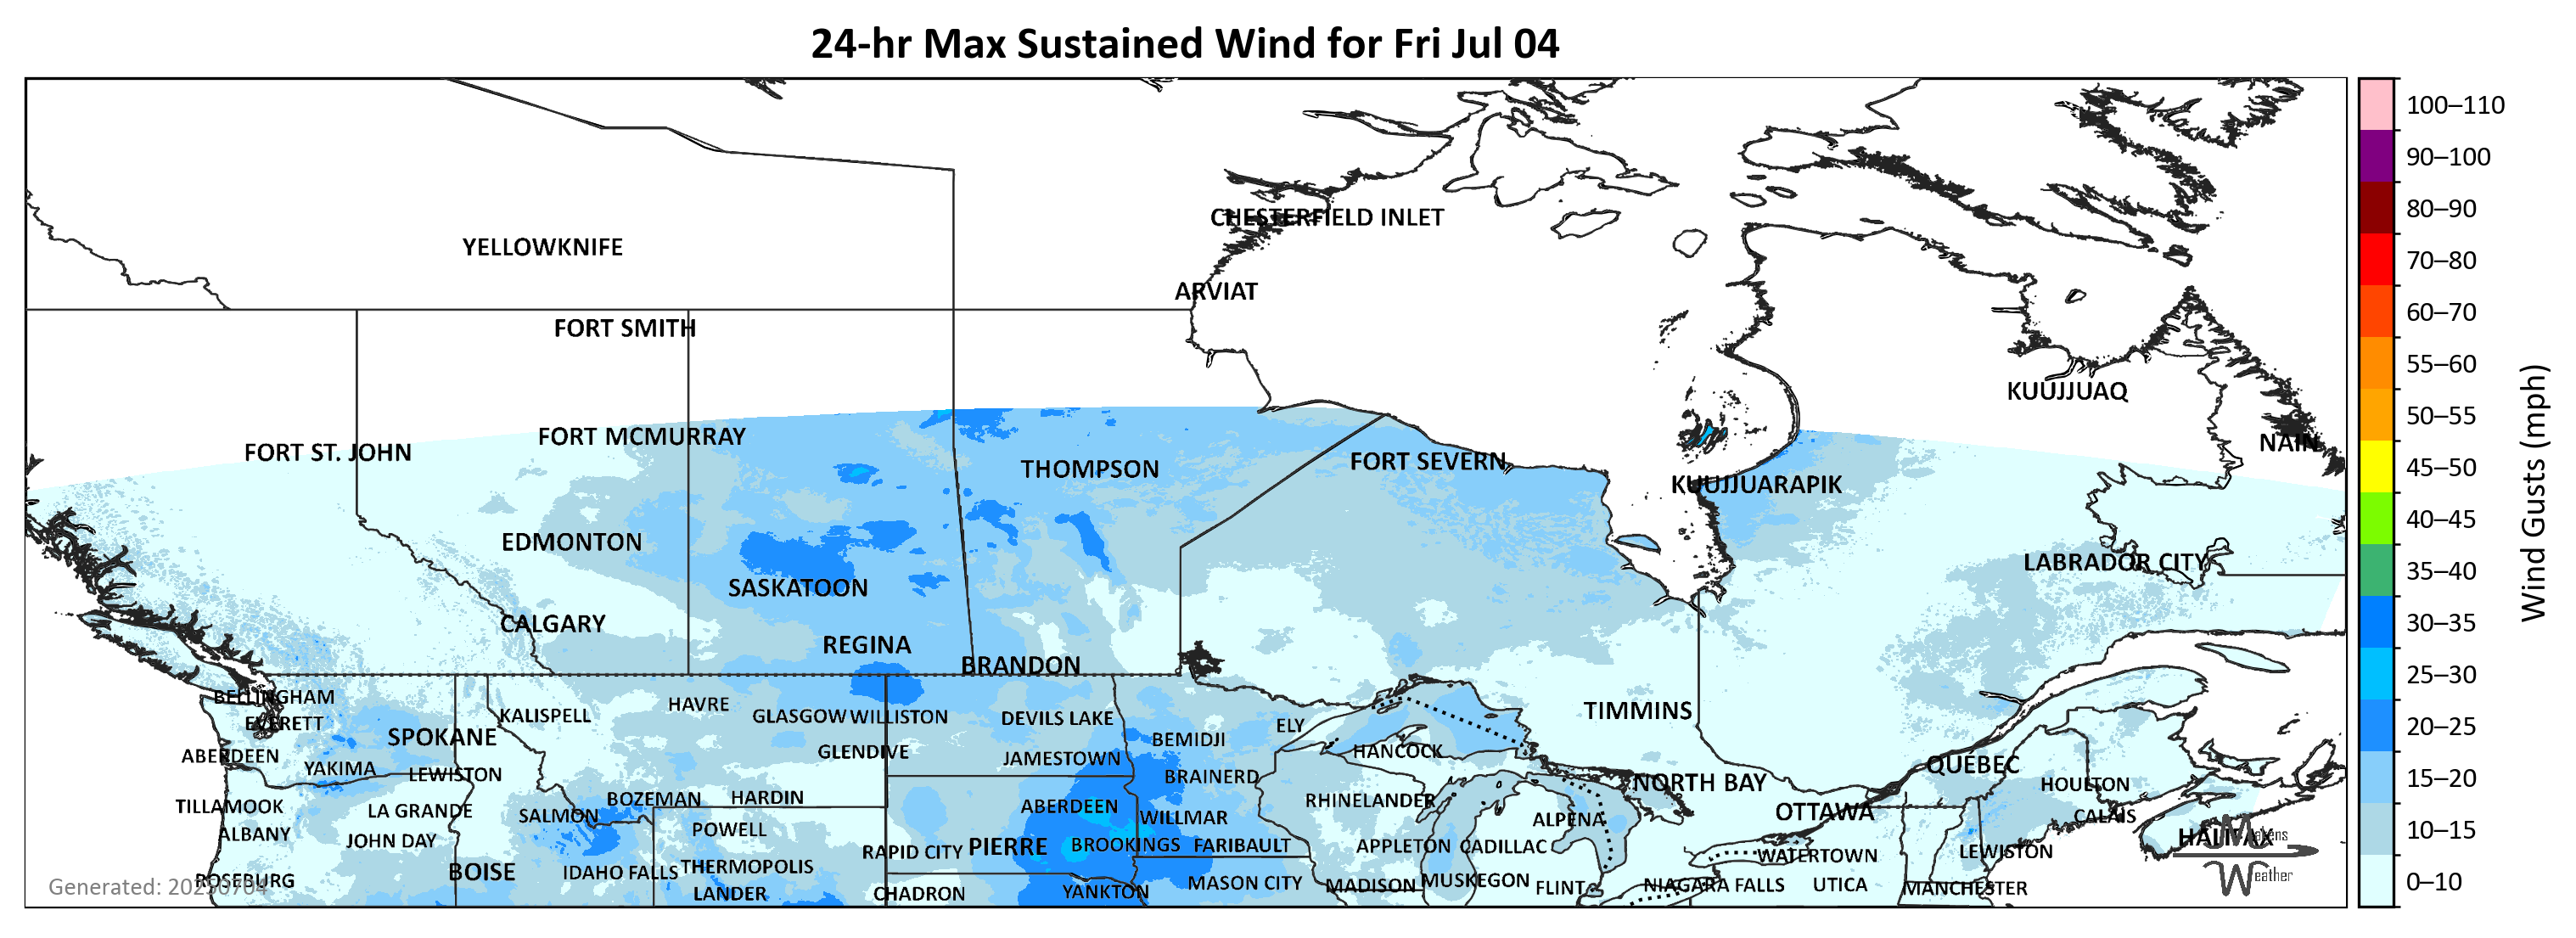 24-hr Max Sustained Wind for Fri Jul 04
100–110
90–100
CHESTERFIELD INLET
80–90
YELLOWKNIFE
70–80
ARVIAT
60–70
FORT SMITH
55–60
KUUJJUAQ
50–55
FORT MCMURRAY
NAIN
FORT ST. JOHN
THOMPSON
FORT SEVERN
45–50
KUUJJUARAPIK
40–45
EDMONTON
LABRADOR CITY
35–40
SASKATOON
CALGARY
30–35
REGINA
BRANDON
25–30
Wind Gusts (mph)
BELLINGHAM
HAVRE
TIMMINS
KALISPELL
GLASGOW
WILLISTON
DEVILS LAKE
EVERETT
ELY
20–25
SPOKANE
BEMIDJI
ABERDEEN
GLENDIVE
JAMESTOWN
HANCOCK
YAKIMA
LEWISTON
BRAINERD
QUÉBEC
15–20
NORTH BAY
HOULTON
TILLAMOOK
LA GRANDE
BOZEMAN
HARDIN
ABERDEEN
RHINELANDER
SALMON
WILLMAR
ALPENA
OTTAWA
CALAIS
ALBANY
JOHN DAY
POWELL
10–15
HALIFAX
Makens
Weather
RAPID CITY
PIERRE
BROOKINGS
FARIBAULT
APPLETON
CADILLAC
WATERTOWN
LEWISTON
BOISE
IDAHO FALLS
THERMOPOLIS
ROSEBURG
Generated: 20250704
LANDER
CHADRON
YANKTON
MASON CITY
MADISON
MUSKEGON
FLINT
NIAGARA FALLS
UTICA
MANCHESTER
0–10